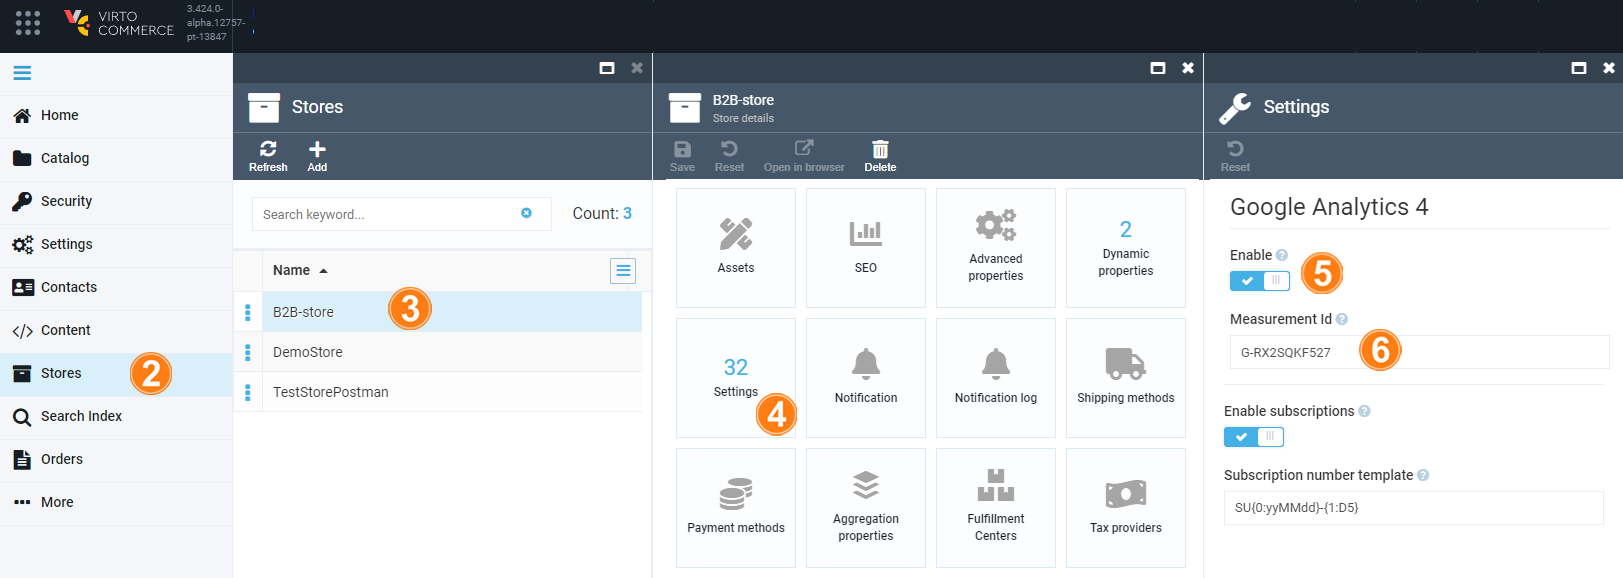 VIRTO
COMMERCE
3.424.0-
alpha.12757-
pt-13847
Home
Catalog
Security
Settings
Contacts
Content
Stores
2
Search Index
Orders
More
Stores
Refresh
Add
Search keyword...
Count: 3
Name
B2B-store
3
DemoStore
TestStorePostman
B2B-store
Store details
Save
Reset
Open in browser
Delete
Assets
SEO
Advanced
properties
2
Dynamic
properties
32
Settings
4
Notification
Notification log
Shipping methods
Payment methods
Aggregation
properties
Fulfillment
Centers
Tax providers
Settings
Reset
Google Analytics 4
Enable
5
Measurement Id
G-RX2SQKF527
6
Enable subscriptions
Subscription number template
SU{0:yyMMdd}-{1:D5}